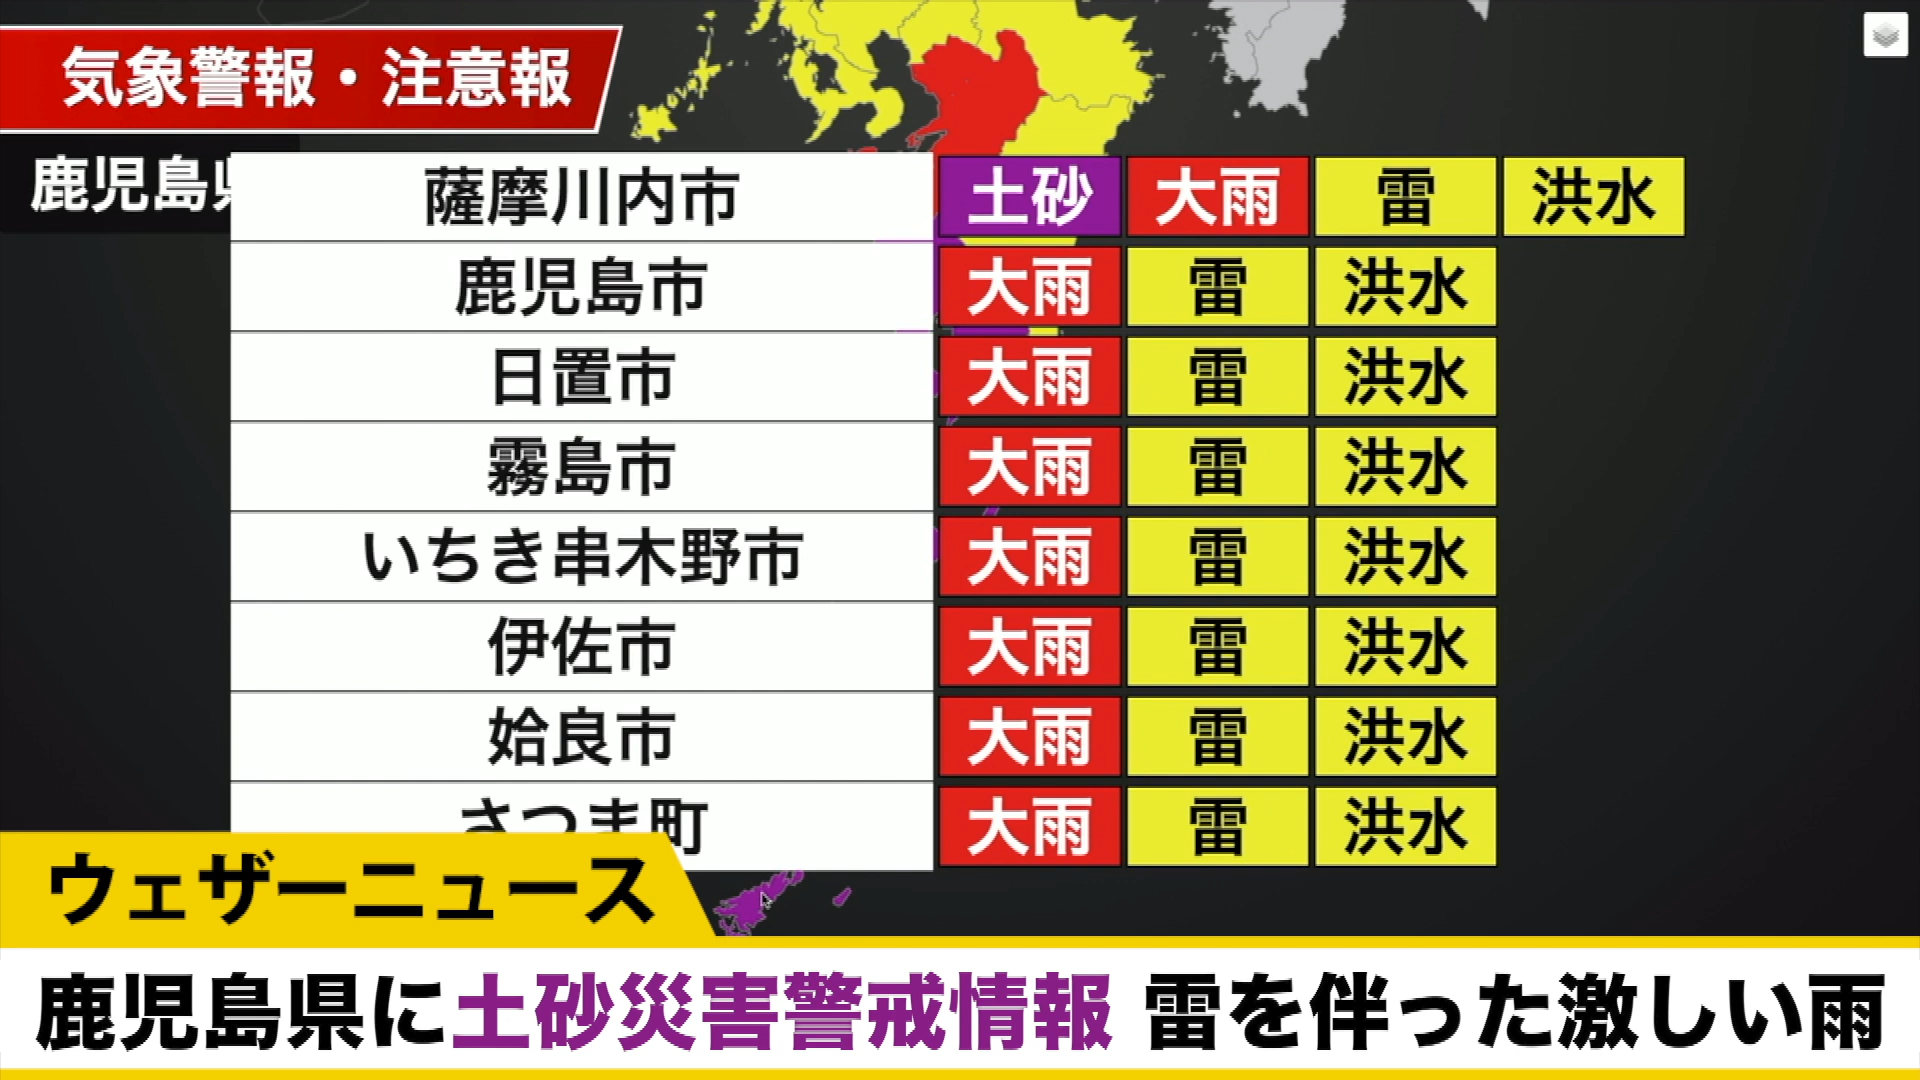 気象警報・注意報
鹿児島県
薩摩川内市 土砂 大雨 雷 洪水
鹿児島市 大雨 雷 洪水
日置市 大雨 雷 洪水
霧島市 大雨 雷 洪水
いちき串木野市 大雨 雷 洪水
伊佐市 大雨 雷 洪水
姶良市 大雨 雷 洪水
さつま町 大雨 雷 洪水
ウェザーニュース
鹿児島県に土砂災害警戒情報 雷を伴った激しい雨